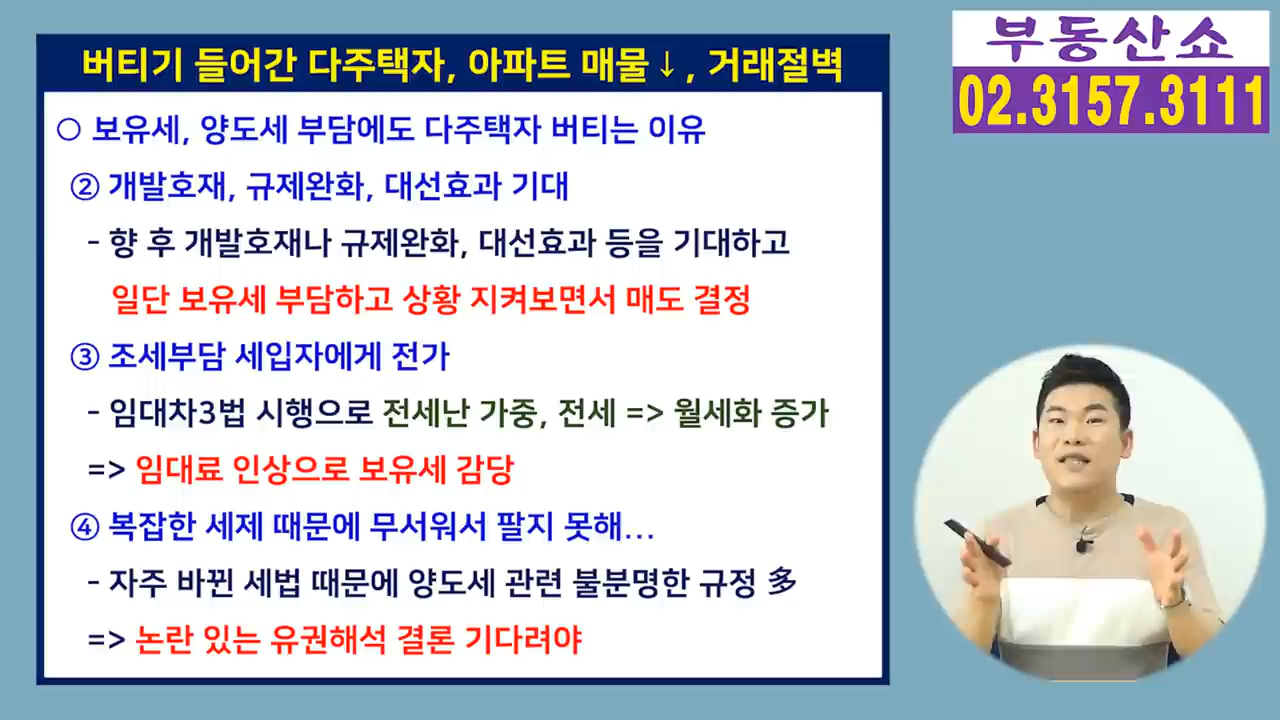 버티기 들어간 다주택자, 아파트 매물↓, 거래절벽
○ 보유세, 양도세 부담에도 다주택자 버티는 이유
② 개발호재, 규제완화, 대선효과 기대
- 향 후 개발호재나 규제완화, 대선효과 등을 기대하고
일단 보유세 부담하고 상황 지켜보면서 매도 결정
③ 조세부담 세입자에게 전가
- 임대차3법 시행으로 전세난 가중, 전세 => 월세화 증가
=> 임대료 인상으로 보유세 감당
④ 복잡한 세제 때문에 무서워서 팔지 못해...
- 자주 바뀐 세법 때문에 양도세 관련 불분명한 규정 多
=> 논란 있는 유권해석 결론 기다려야
부동산쇼
02.3157.3111